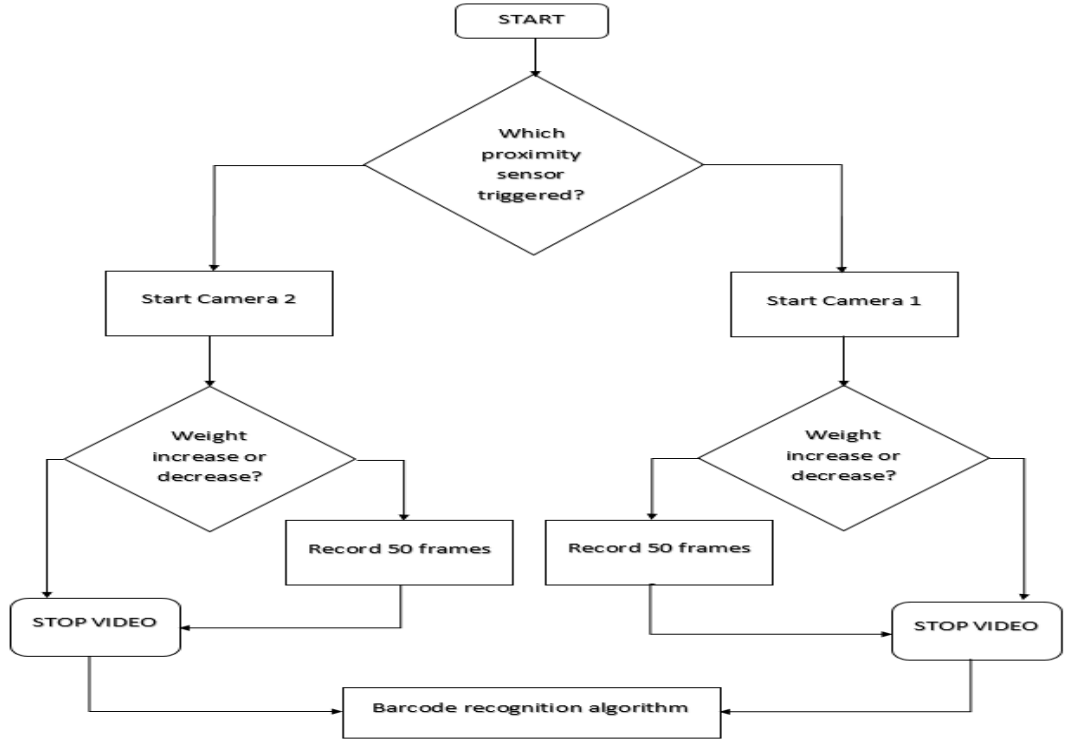 START
Which
proximity
sensor
triggered?
Start Camera 2
Start Camera 1
Weight
increase or
decrease?
Weight
increase or
decrease?
Record 50 frames
Record 50 frames
STOP VIDEO
STOP VIDEO
Barcode recognition algorithm